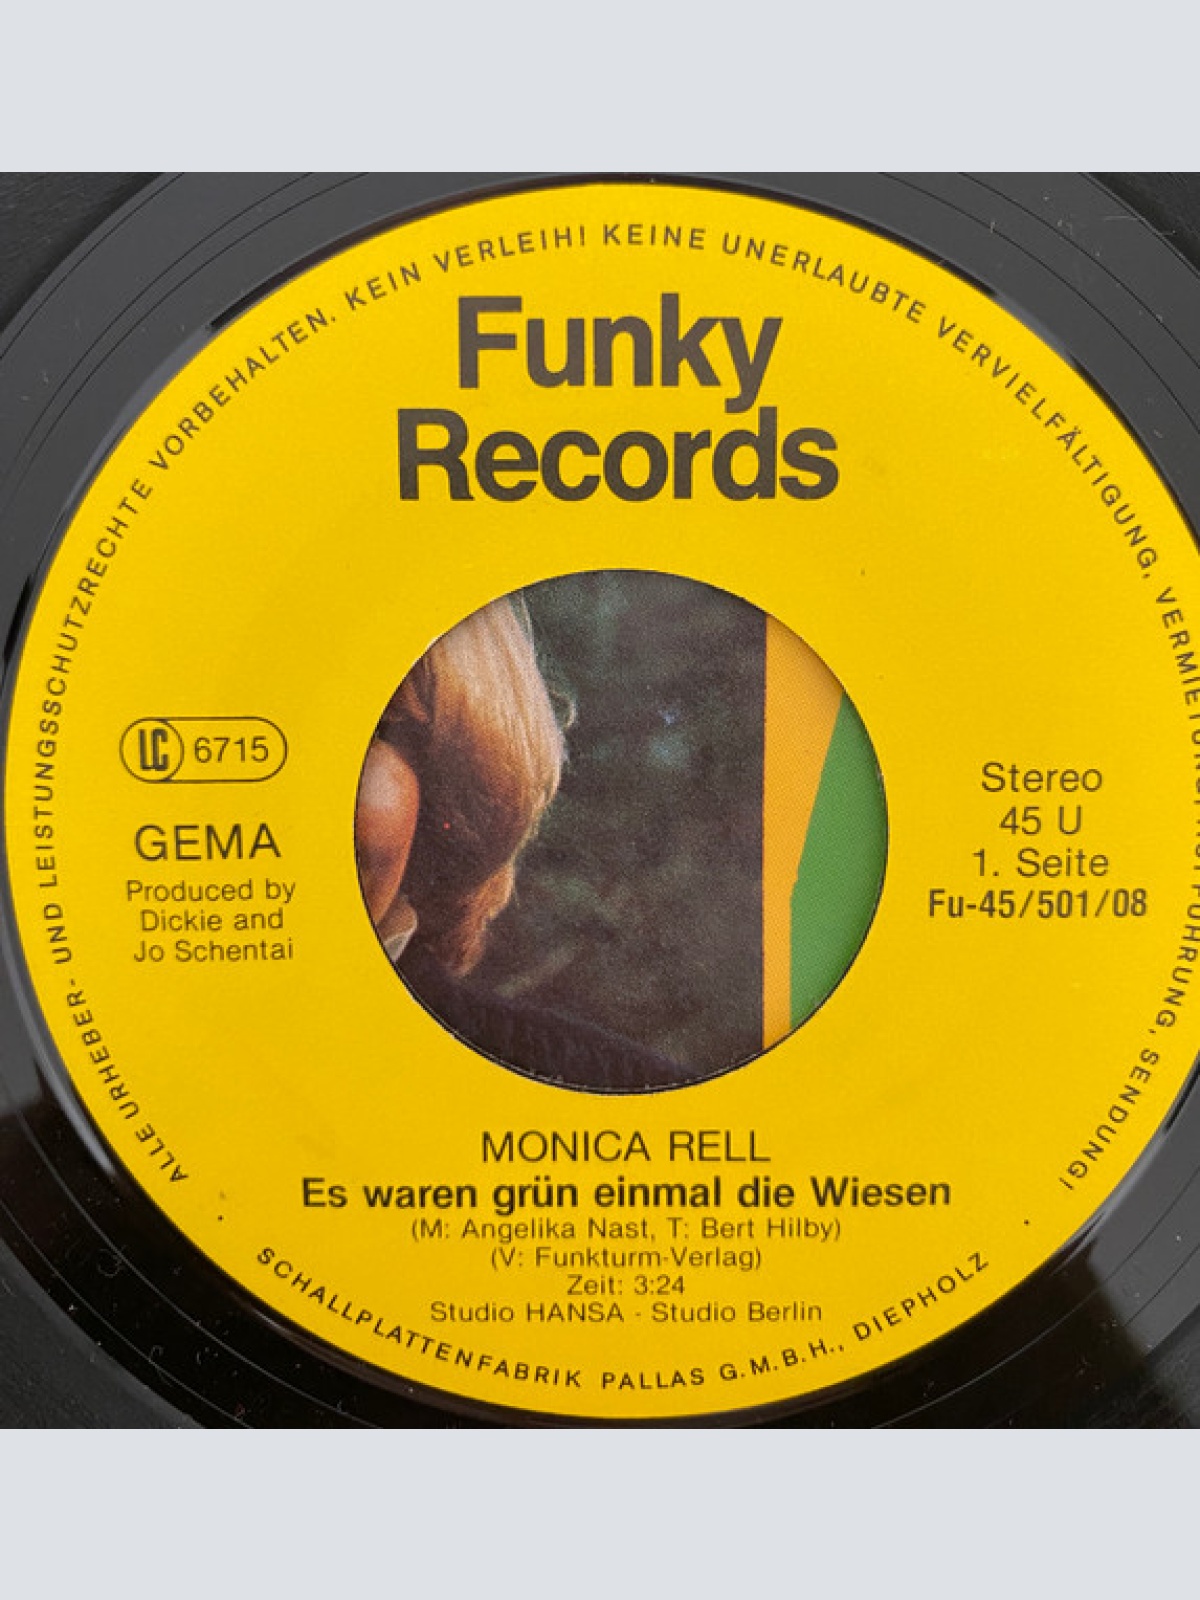 ALLE URHEBER- UND LEISTUNGSSCHUTZRECHTE VORBEHALTEN. KEIN VERLEIH! KEINE UNERLAUBTE VERVIELFÄLTIGUNG, VERMIETUNG, AUFFÜHRUNG, SENDUNG!
Funky
Records
LC 6715
GEMA
Produced by
Dickie and
Jo Schentai
Stereo
45 U
1. Seite
Fu-45/501/08
MONICA RELL
Es waren grün einmal die Wiesen
(M: Angelika Nast, T: Bert Hilby)
(V: Funkturm-Verlag)
Zeit: 3:24
Studio HANSA - Studio Berlin
SCHALLPLATTENFABRIK PALLAS G.M.B.H., DIEPHOLZ